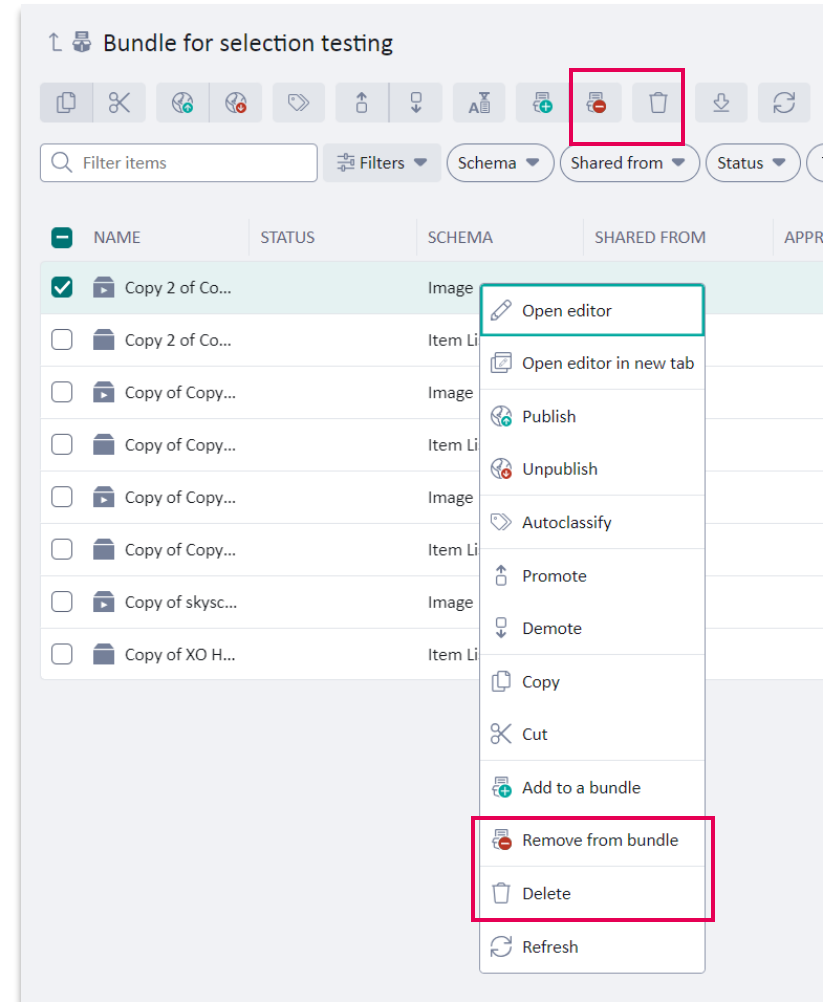 Bundle for selection testing
Filter items
Filters
Schema
Shared from
Status
NAME STATUS SCHEMA SHARED FROM APPR
Copy 2 of Co... Image
Copy 2 of Co... Item Li
Copy of Copy... Image
Copy of Copy... Item Li
Copy of Copy... Image
Copy of Copy... Item Li
Copy of skysc... Image
Copy of XO H... Item Li
Open editor
Open editor in new tab
Publish
Unpublish
Autoclassify
Promote
Demote
Copy
Cut
Add to a bundle
Remove from bundle
Delete
Refresh